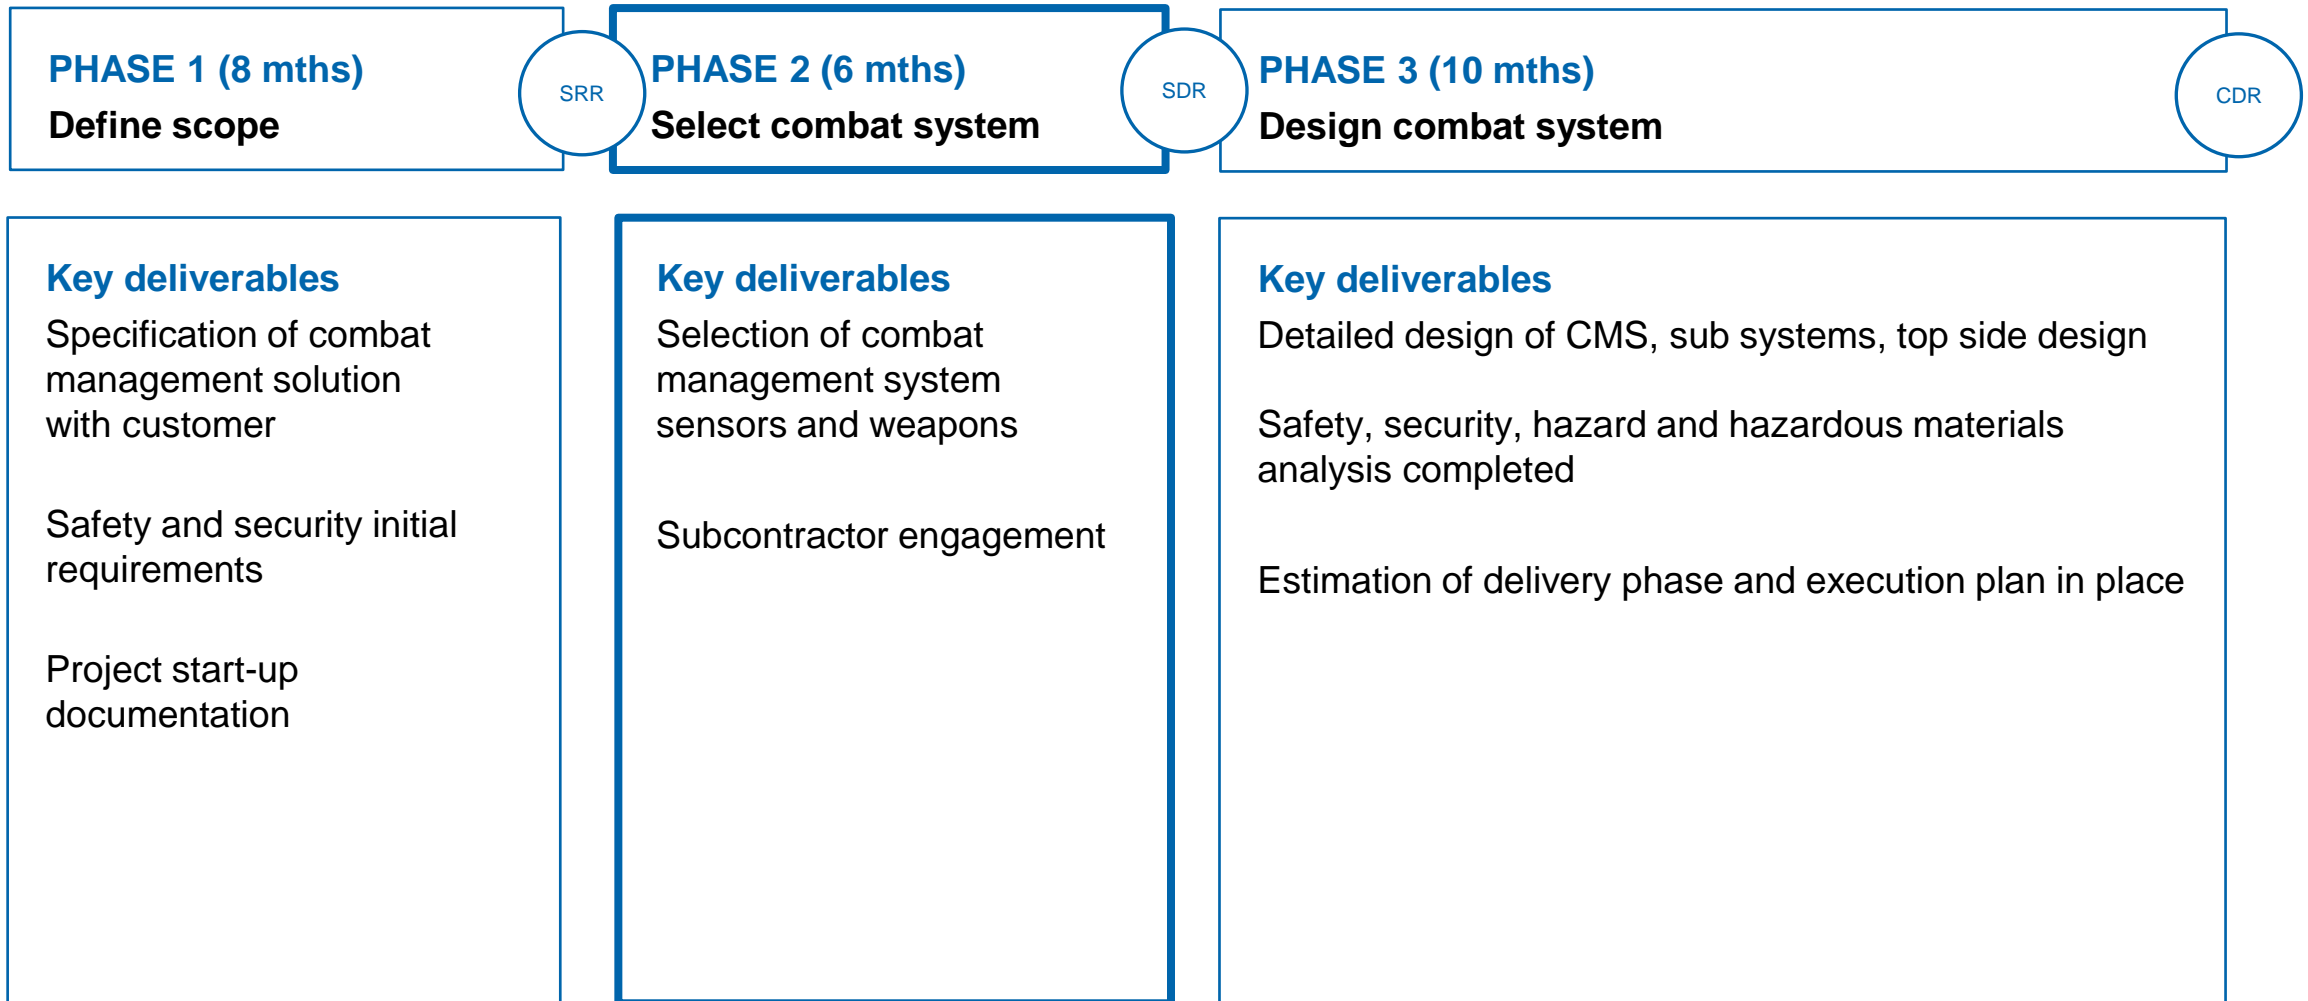 PHASE 1 (8 mths)
Define scope
SRR
PHASE 2 (6 mths)
Select combat system
SDR
PHASE 3 (10 mths)
Design combat system
CDR
Key deliverables
Specification of combat
management solution
with customer
Safety and security initial
requirements
Project start-up
documentation
Key deliverables
Selection of combat
management system
sensors and weapons
Subcontractor engagement
Key deliverables
Detailed design of CMS, sub systems, top side design
Safety, security, hazard and hazardous materials
analysis completed
Estimation of delivery phase and execution plan in place